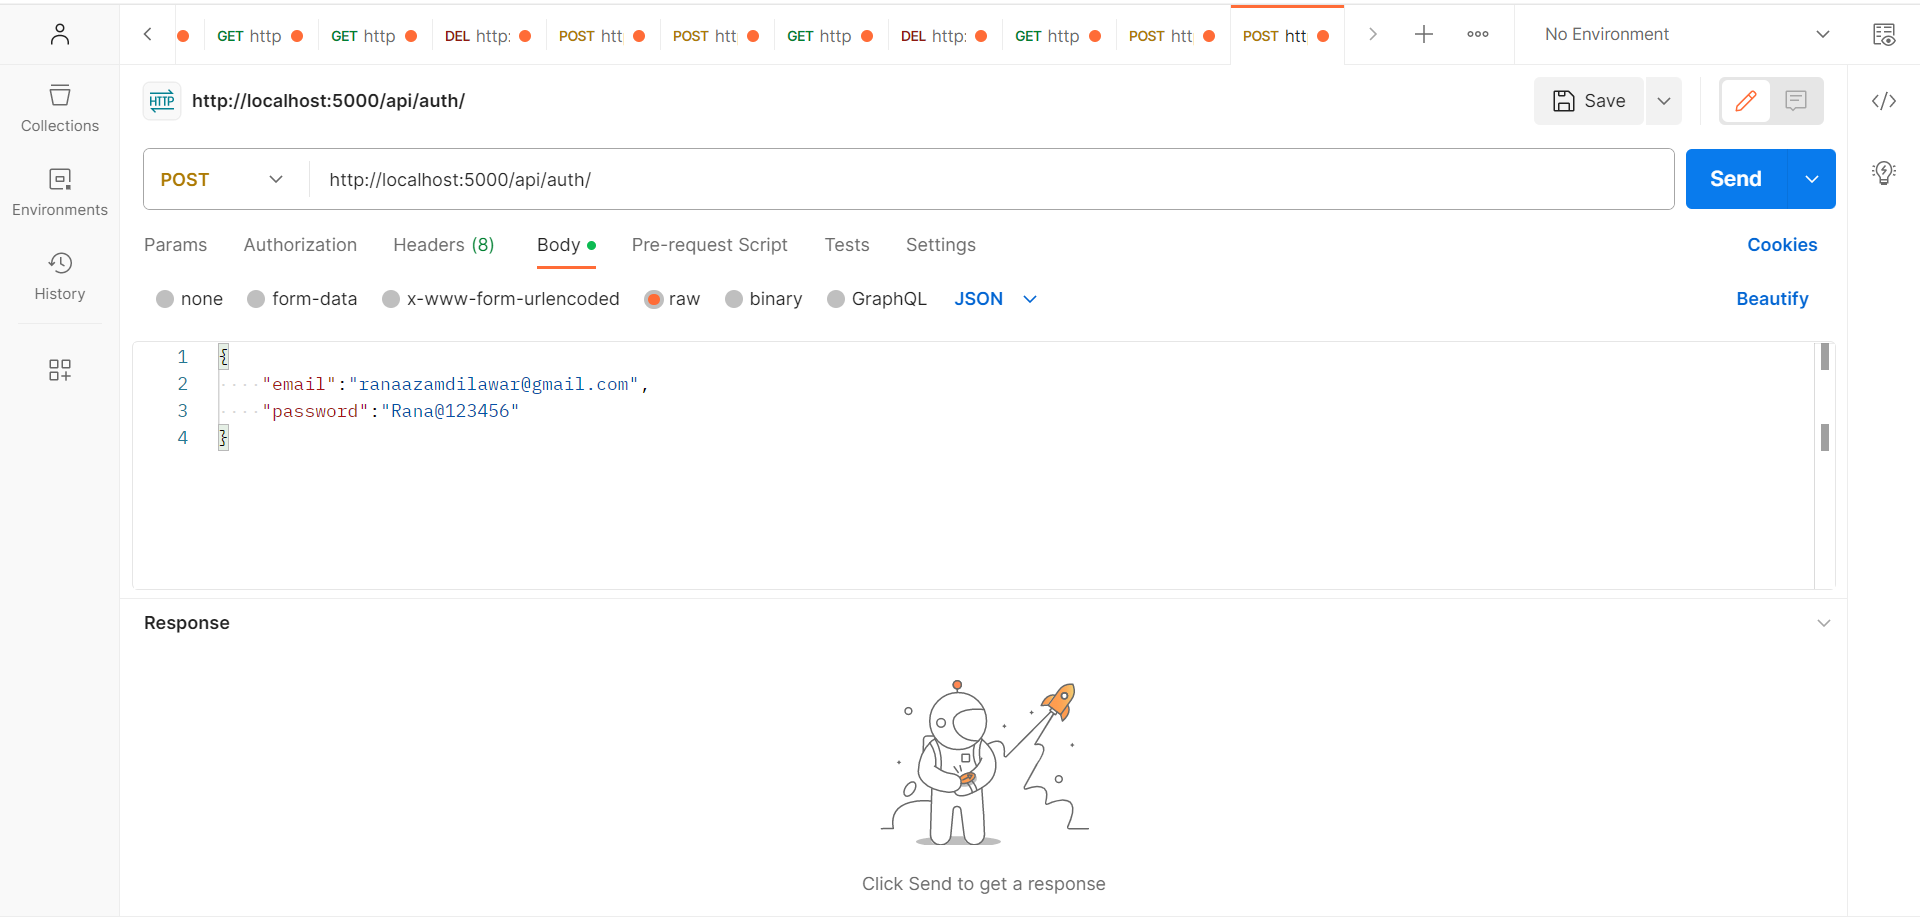 GET http GET http DEL http: POST htt POST htt GET http DEL http: GET http POST htt POST htt No Environment
HTTP http://localhost:5000/api/auth/ Save
Collections
POST http://localhost:5000/api/auth/ Send
Environments
Params Authorization Headers (8) Body Pre-request Script Tests Settings Cookies
History
none form-data x-www-form-urlencoded raw binary GraphQL JSON Beautify
1 {
2 "email":"ranaazamdilawar@gmail.com",
3 "password":"Rana@123456"
4 }
Response
Click Send to get a response